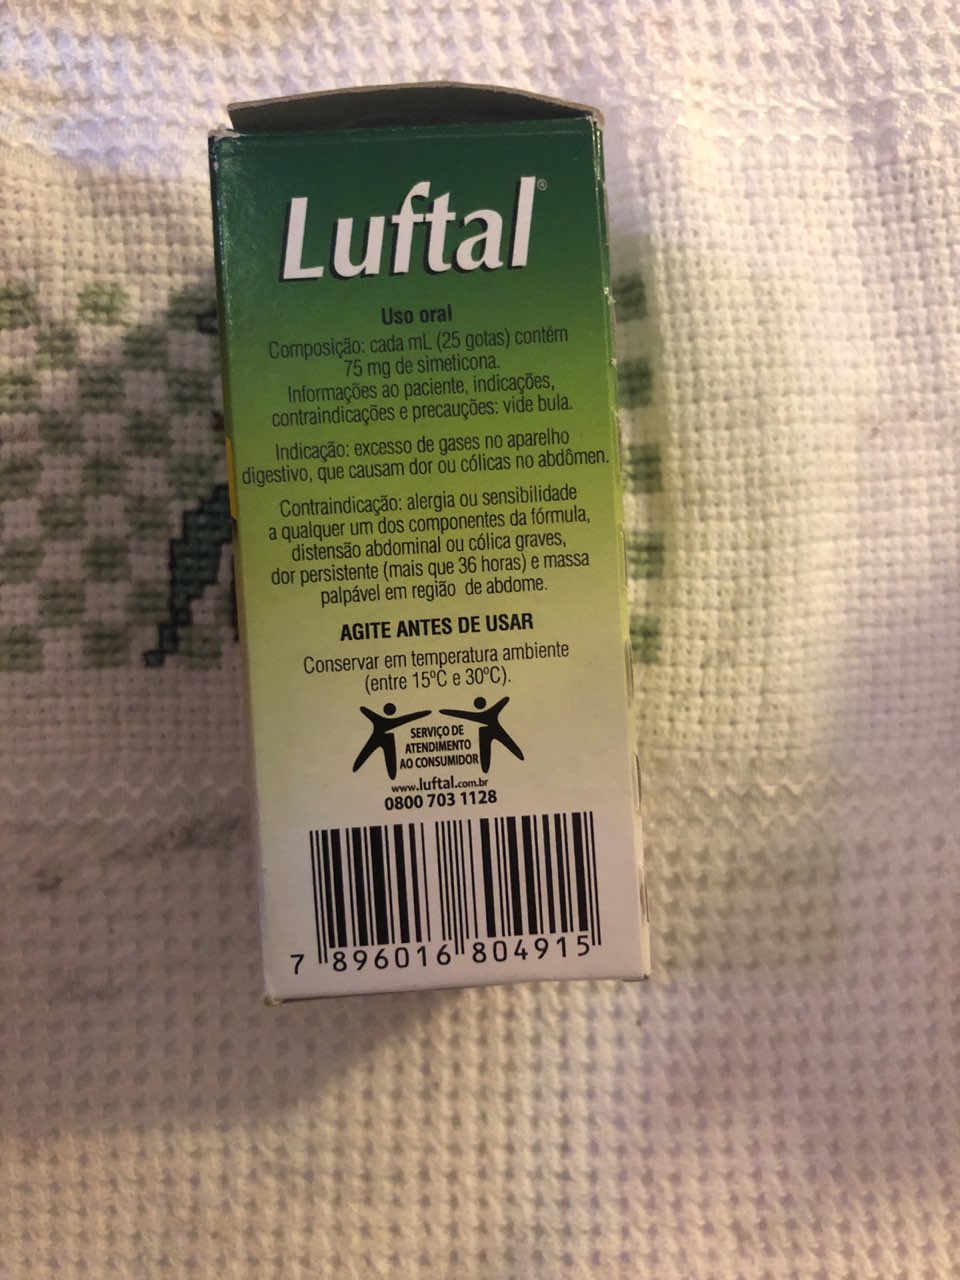 Luftal®
Uso oral
Composição: cada mL (25 gotas) contém
75 mg de simeticona.
Informações ao paciente, indicações,
contraindicações e precauções: vide bula.
Indicação: excesso de gases no aparelho
digestivo, que causam dor ou cólicas no abdômen.
Contraindicação: alergia ou sensibilidade
a qualquer um dos componentes da fórmula,
distensão abdominal ou cólica graves,
dor persistente (mais que 36 horas) e massa
palpável em região de abdome.
AGITE ANTES DE USAR
Conservar em temperatura ambiente
(entre 15ºC e 30ºC).
SERVIÇO DE
ATENDIMENTO
AO CONSUMIDOR
www.luftal.com.br
0800 703 1128
7 896016 804915